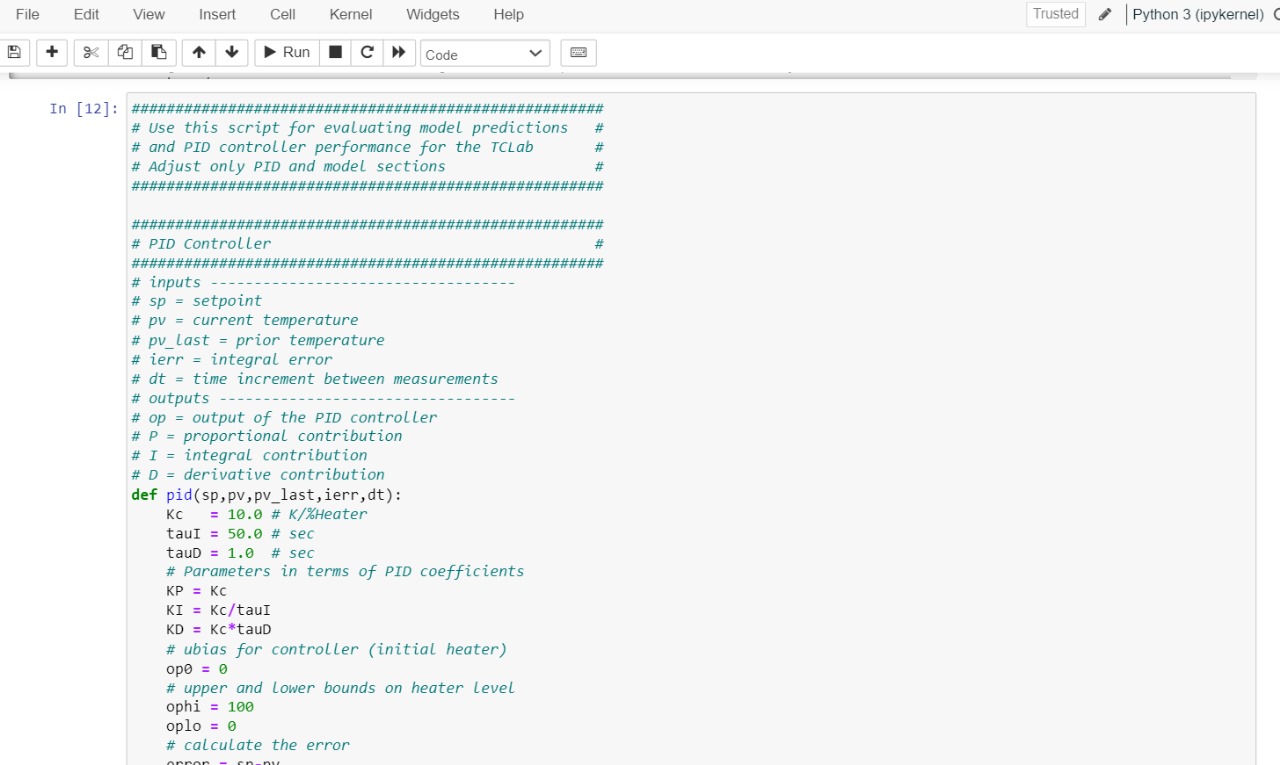 File Edit View Insert Cell Kernel Widgets Help Trusted Python 3 (ipykernel)
Run Code
In [12]: ######################################################
# Use this script for evaluating model predictions   #
# and PID controller performance for the TCLab       #
# Adjust only PID and model sections                 #
######################################################
######################################################
# PID Controller                                     #
######################################################
# inputs -----------------------------------
# sp = setpoint
# pv = current temperature
# pv_last = prior temperature
# ierr = integral error
# dt = time increment between measurements
# outputs ----------------------------------
# op = output of the PID controller
# P = proportional contribution
# I = integral contribution
# D = derivative contribution
def pid(sp,pv,pv_last,ierr,dt):
    Kc   = 10.0 # K/%Heater
    tauI = 50.0 # sec
    tauD = 1.0  # sec
    # Parameters in terms of PID coefficients
    KP = Kc
    KI = Kc/tauI
    KD = Kc*tauD
    # ubias for controller (initial heater)
    op0 = 0
    # upper and lower bounds on heater level
    ophi = 100
    oplo = 0
    # calculate the error
    error = sp-pv